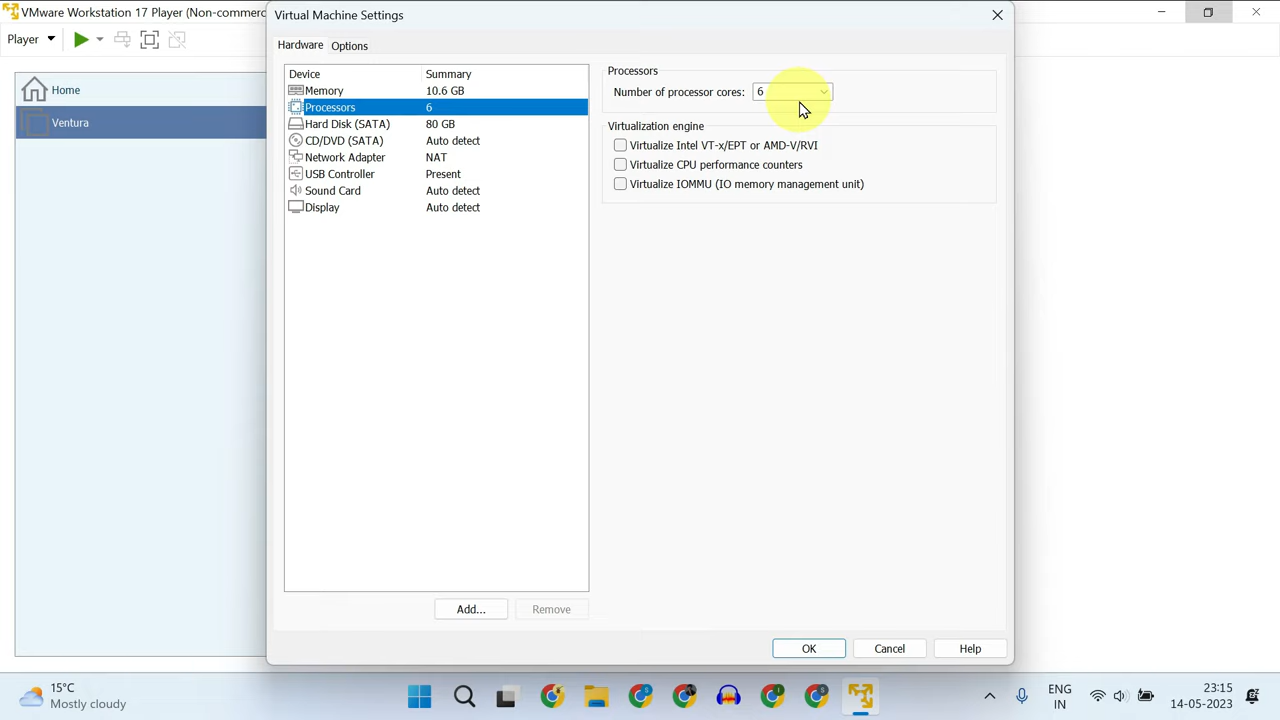 VMware Workstation 17 Player (Non-commerc
Virtual Machine Settings
Player
Hardware
Options
Home
Ventura
Device
Summary
Memory
10.6 GB
Processors
6
Hard Disk (SATA)
80 GB
CD/DVD (SATA)
Auto detect
Network Adapter
NAT
USB Controller
Present
Sound Card
Auto detect
Display
Auto detect
Processors
Number of processor cores:
6
Virtualization engine
Virtualize Intel VT-x/EPT or AMD-V/RVI
Virtualize CPU performance counters
Virtualize IOMMU (IO memory management unit)
Add...
Remove
OK
Cancel
Help
15°C
Mostly cloudy
ENG
IN
23:15
14-05-2023